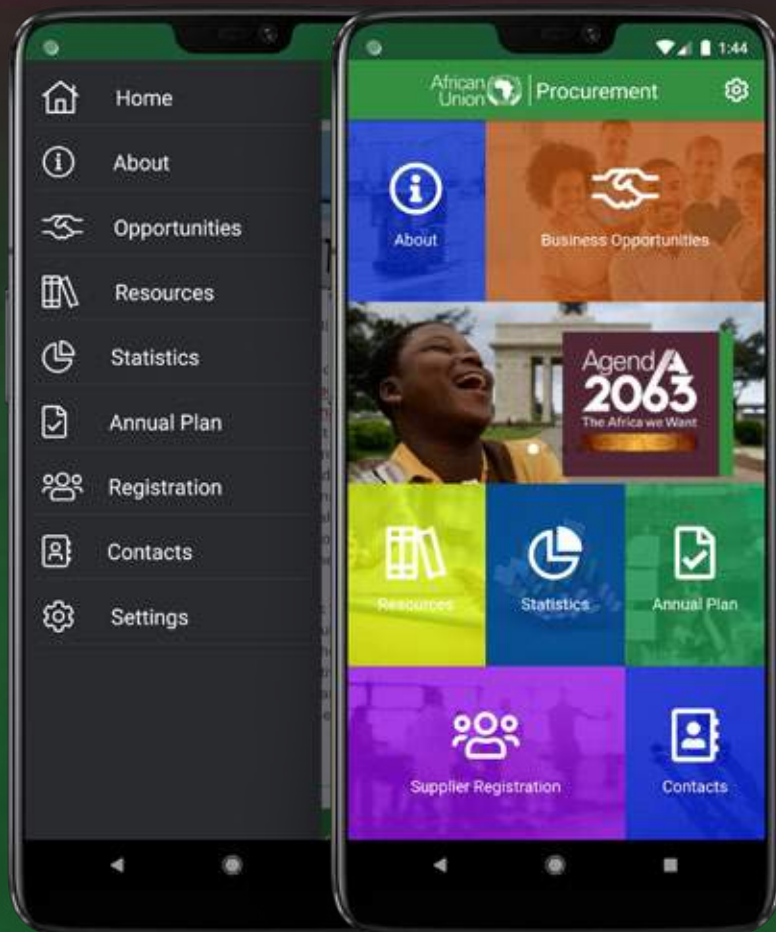 Home
About
Opportunities
Resources
Statistics
Annual Plan
Registration
Contacts
Settings
1:44
African
Union
Procurement
About
Business Opportunities
AgendA
2063
The Africa we Want
Resources
Statistics
Annual Plan
Supplier Registration
Contacts